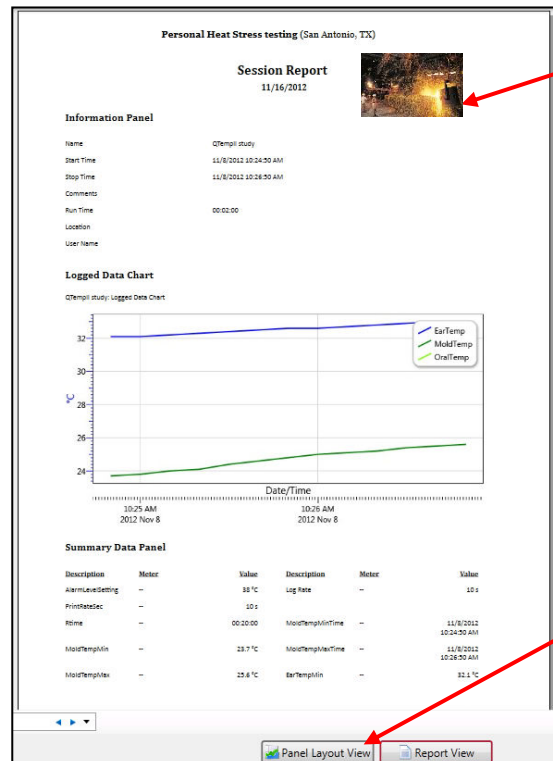 Personal Heat Stress testing (San Antonio, TX)
Session Report
11/16/2012
Information Panel
Name QTempII study
Start Time 11/8/2012 10:24:50 AM
Stop Time 11/8/2012 10:26:50 AM
Comments
Run Time 00:02:00
Location
User Name
Logged Data Chart
QTempII study: Logged Data Chart
EarTemp
MoldTemp
OralTemp
32
30
°C
28
26
24
Date/Time
10:25 AM 10:26 AM
2012 Nov 8 2012 Nov 8
Summary Data Panel
Description Meter Value Description Meter Value
AlarmLevelSetting -- 38 °C Log Rate -- 10 s
PrintRateSec 10 s
Rtime -- 00:20:00 MoldTempMinTime -- 11/8/2012
10:24:50 AM
MoldTempMin -- 23.7 °C MoldTempMaxTime -- 11/8/2012
10:26:50 AM
MoldTempMax -- 25.6 °C EarTempMin -- 32.1 °C
Panel Layout View Report View